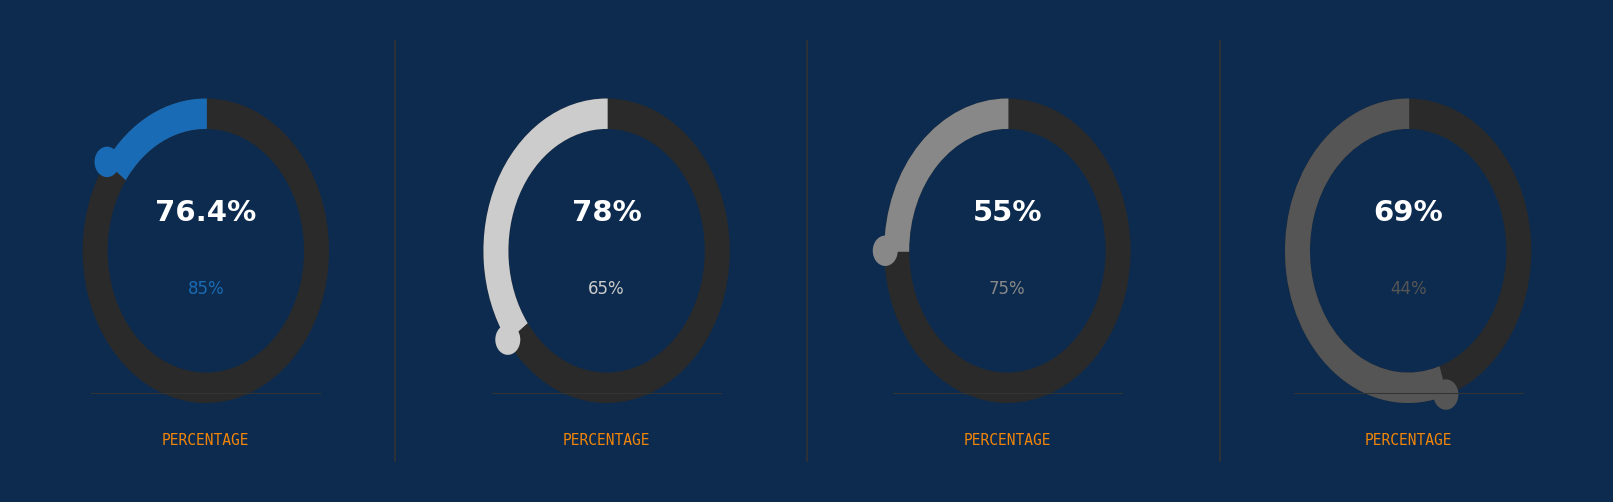 76.4%
85%
PERCENTAGE
78%
65%
PERCENTAGE
55%
75%
PERCENTAGE
69%
44%
PERCENTAGE